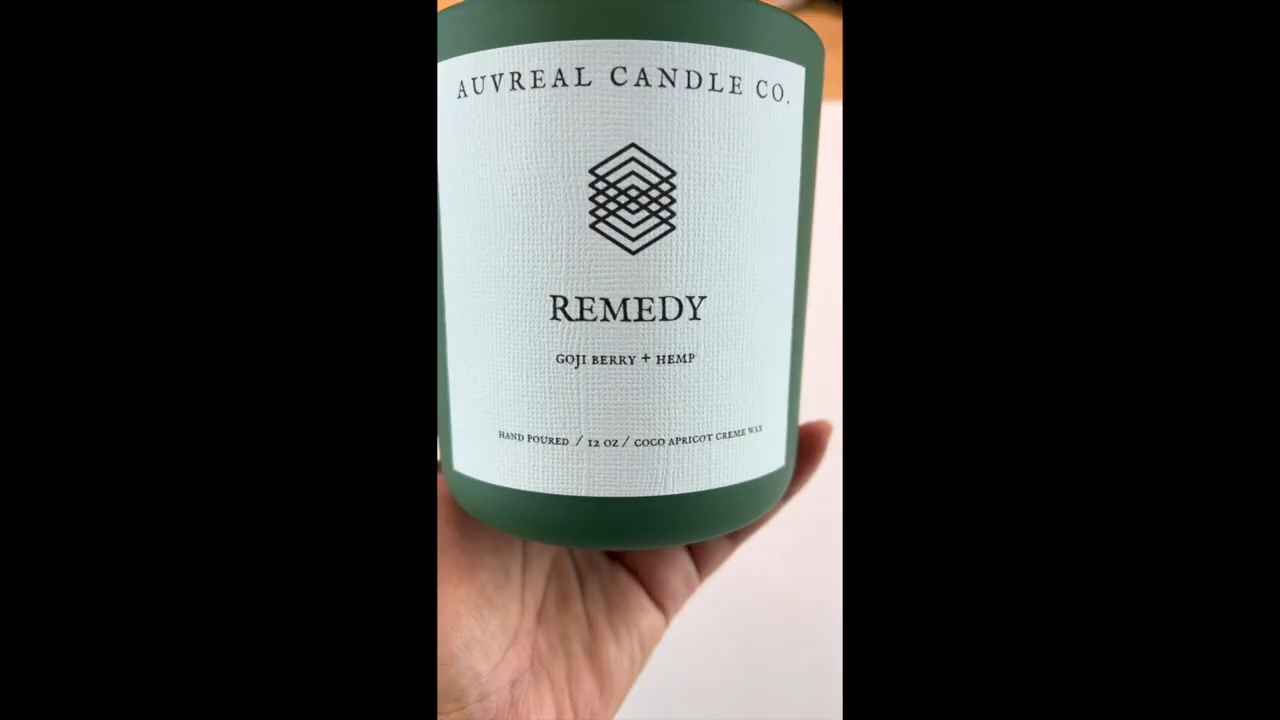 AUVREAL CANDLE CO.
REMEDY
GOJI BERRY + HEMP
HAND POURED / 12 OZ / COCO APRICOT CREME WAX